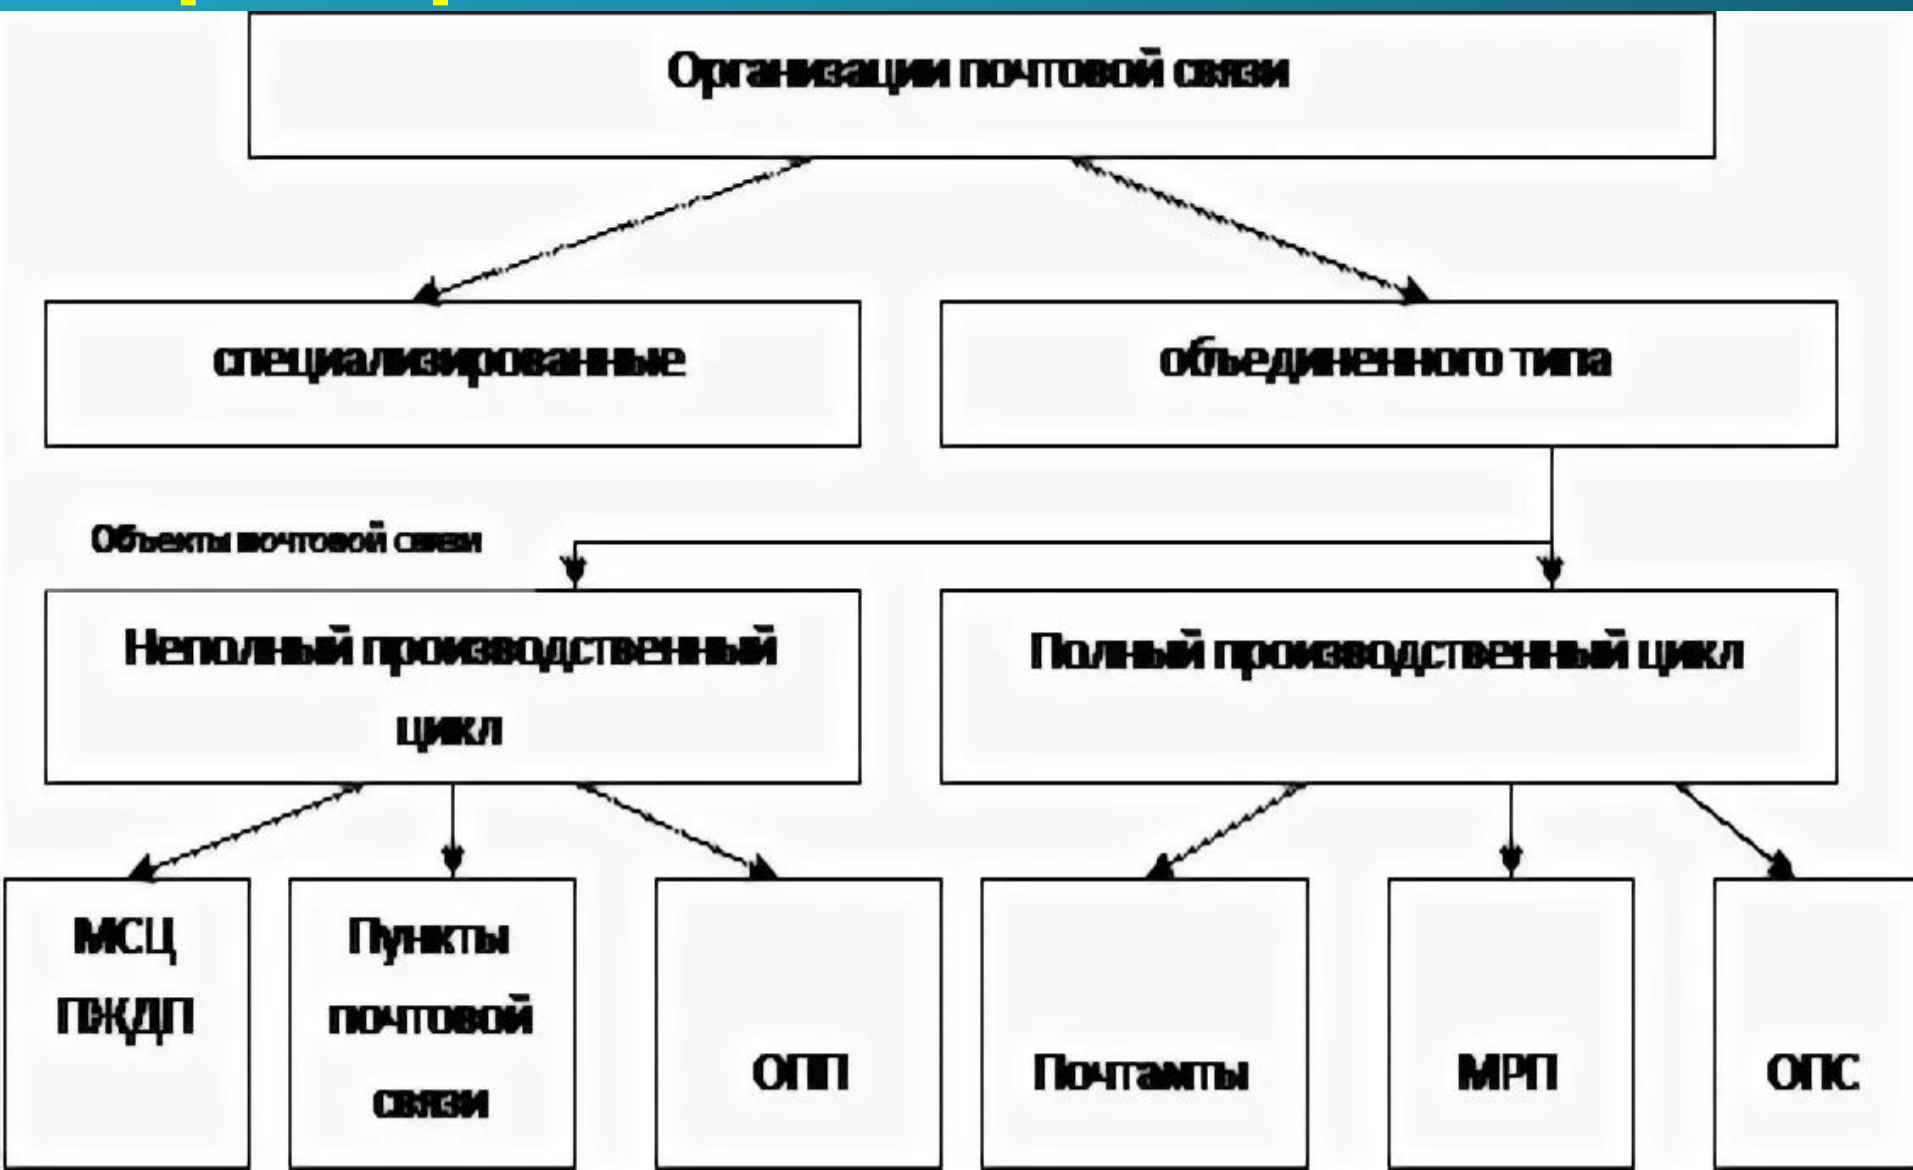 Организации почтовой связи
специализированные
объединенного типа
Объекты почтовой связи
Неполный производственный
цикл
Полный производственный цикл
МСЦ
ПЖДП
Пункты
почтовой
связи
ОПП
Почтамты
МРП
ОПС